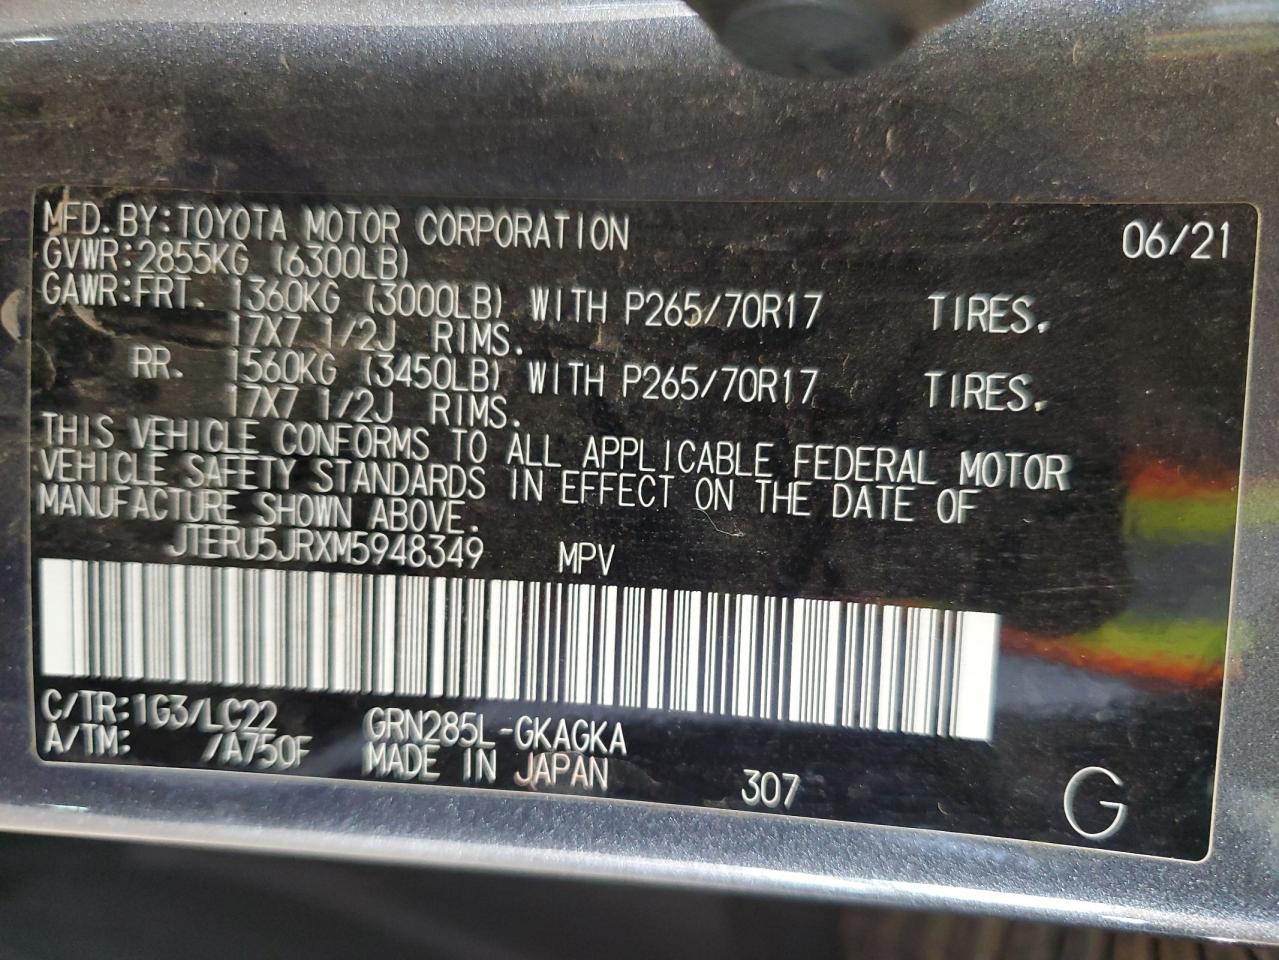 MFD.BY:TOYOTA MOTOR CORPORATION 06/21
GVWR:2855KG (6300LB)
GAWR:FRT. 1360KG (3000LB) WITH P265/70R17 TIRES.
17X7 1/2J RIMS.
RR. 1560KG (3450LB) WITH P265/70R17 TIRES.
17X7 1/2J RIMS.
THIS VEHICLE CONFORMS TO ALL APPLICABLE FEDERAL MOTOR
VEHICLE SAFETY STANDARDS IN EFFECT ON THE DATE OF
MANUFACTURE SHOWN ABOVE.
JTERU5JRXM5948349 MPV
C/TR:1G3/LC22 GRN285L-GKAGKA
A/TM: /A750F MADE IN JAPAN 307 G